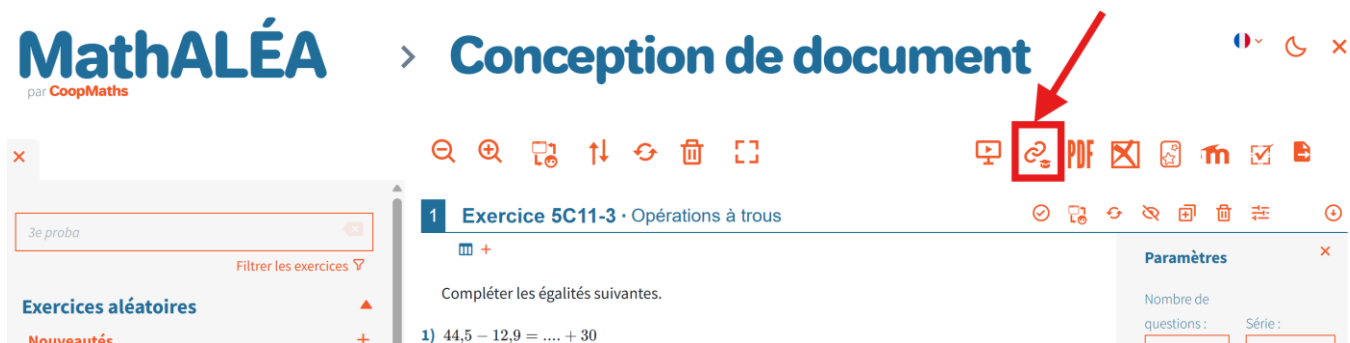 MathALÉA > Conception de document
par CoopMaths
PDF
3e proba
Filtrer les exercices
Exercices aléatoires
Nouveautés
1 Exercice 5C11-3 · Opérations à trous
Compléter les égalités suivantes.
1) 44,5 − 12,9 = .... + 30
Paramètres
Nombre de
questions :
Série :